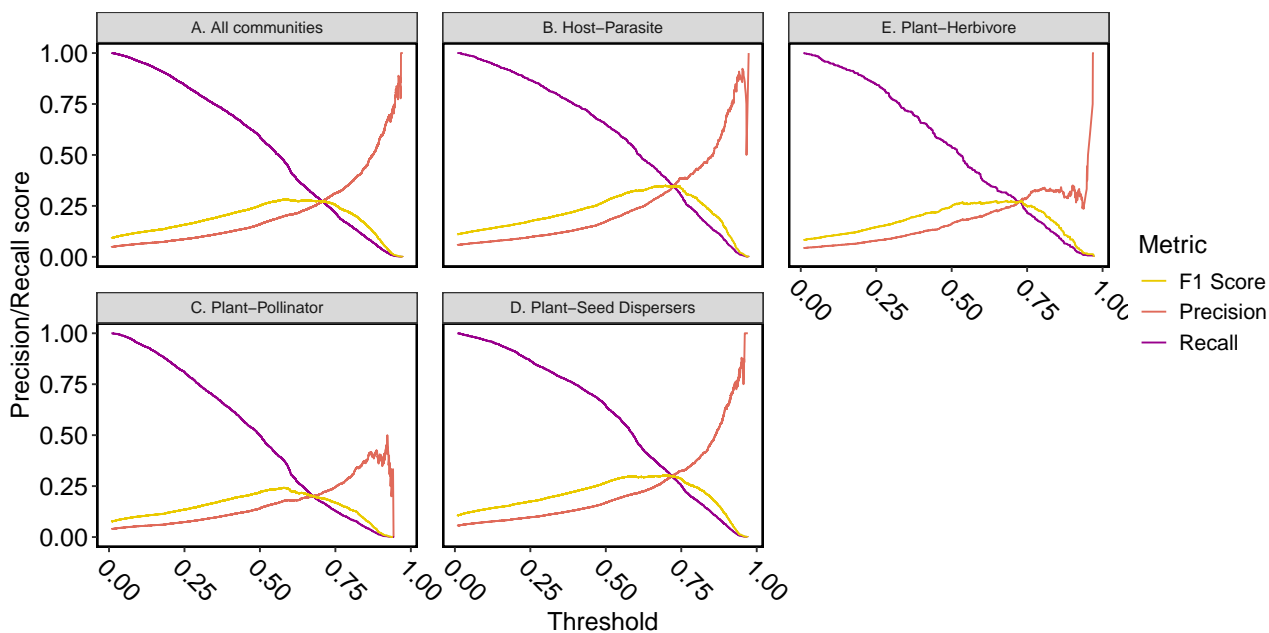 A. All communities
B. Host−Parasite
E. Plant−Herbivore
1.00
0.75
0.50
0.25
0.00
0.00
0.25
0.50
0.75
1.00
C. Plant−Pollinator
D. Plant−Seed Dispersers
1.00
0.75
0.50
0.25
0.00
0.00
0.25
0.50
0.75
1.00
0.00
0.25
0.50
0.75
1.00
Threshold
Precision/Recall score
Metric
F1 Score
Precision
Recall